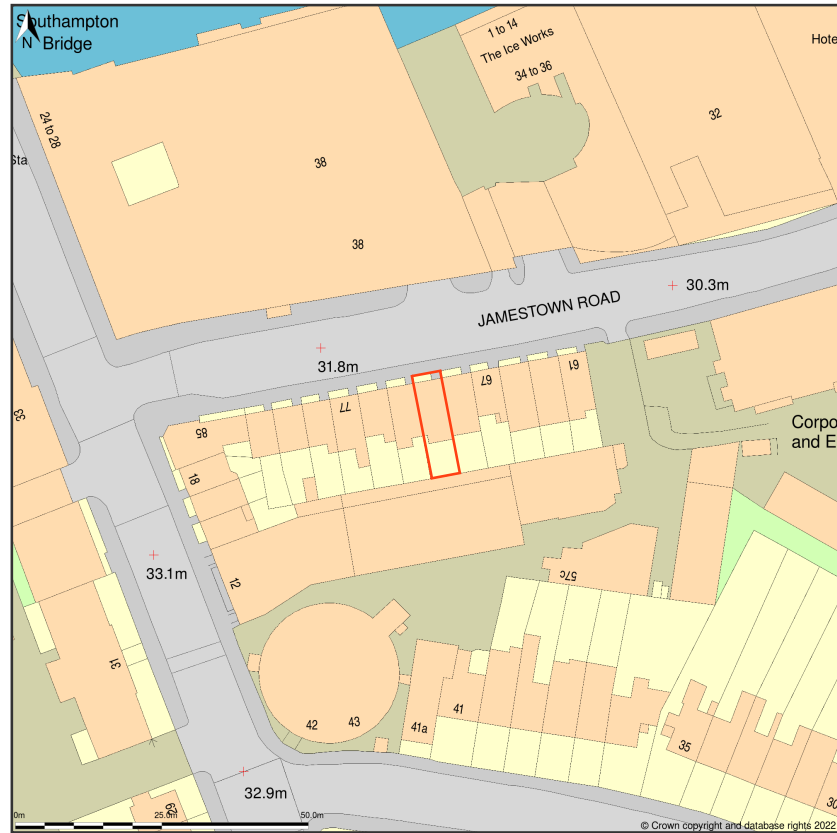 Southampton
Bridge
N
1 to 14
The Ice Works
34 to 36
Hote
24 to 28
32
Sta
38
38
30.3m
JAMESTOWN ROAD
31.8m
61
67
77
85
33
Corpo
and E
18
33.1m
12
57c
31
42
43
41a
41
35
32.9m
29
30
0m
25.0m
50.0m
© Crown copyright and database rights 2022